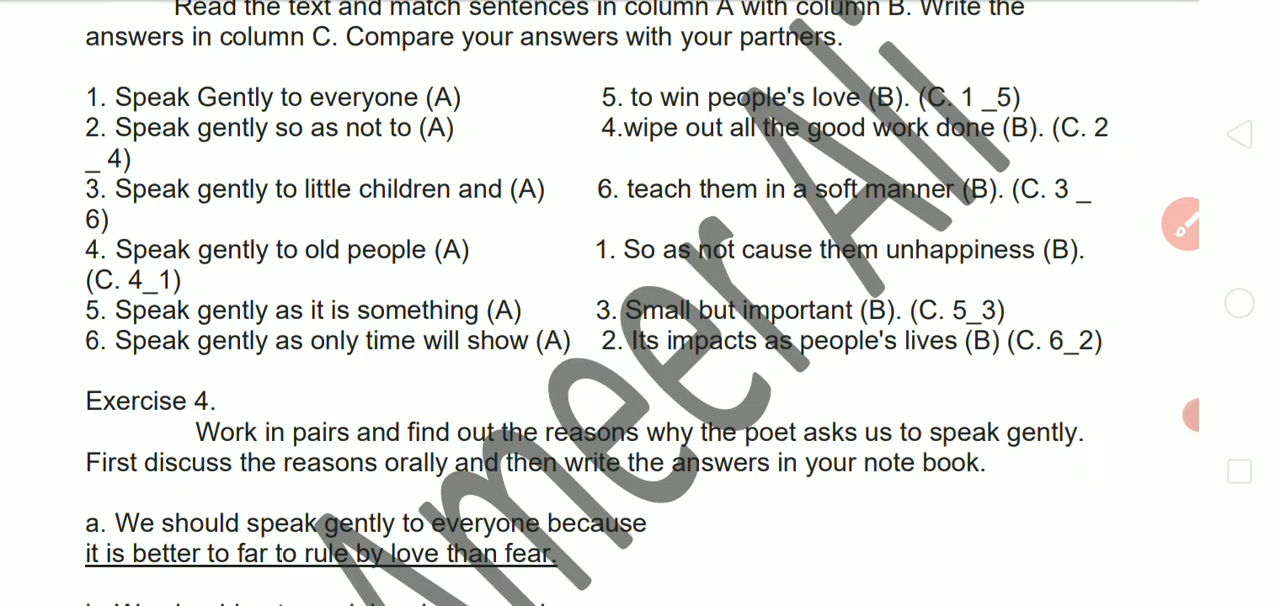 Read the text and match sentences in column A with column B. Write the
answers in column C. Compare your answers with your partners.
1. Speak Gently to everyone (A) 5. to win people's love (B). (C. 1 _5)
2. Speak gently so as not to (A) 4.wipe out all the good work done (B). (C. 2
_ 4)
3. Speak gently to little children and (A) 6. teach them in a soft manner (B). (C. 3 _
6)
4. Speak gently to old people (A) 1. So as not cause them unhappiness (B).
(C. 4_1)
5. Speak gently as it is something (A) 3. Small but important (B). (C. 5_3)
6. Speak gently as only time will show (A) 2. Its impacts as people's lives (B) (C. 6_2)
Exercise 4.
Work in pairs and find out the reasons why the poet asks us to speak gently.
First discuss the reasons orally and then write the answers in your note book.
a. We should speak gently to everyone because
it is better to far to rule by love than fear.
Ameer Ali